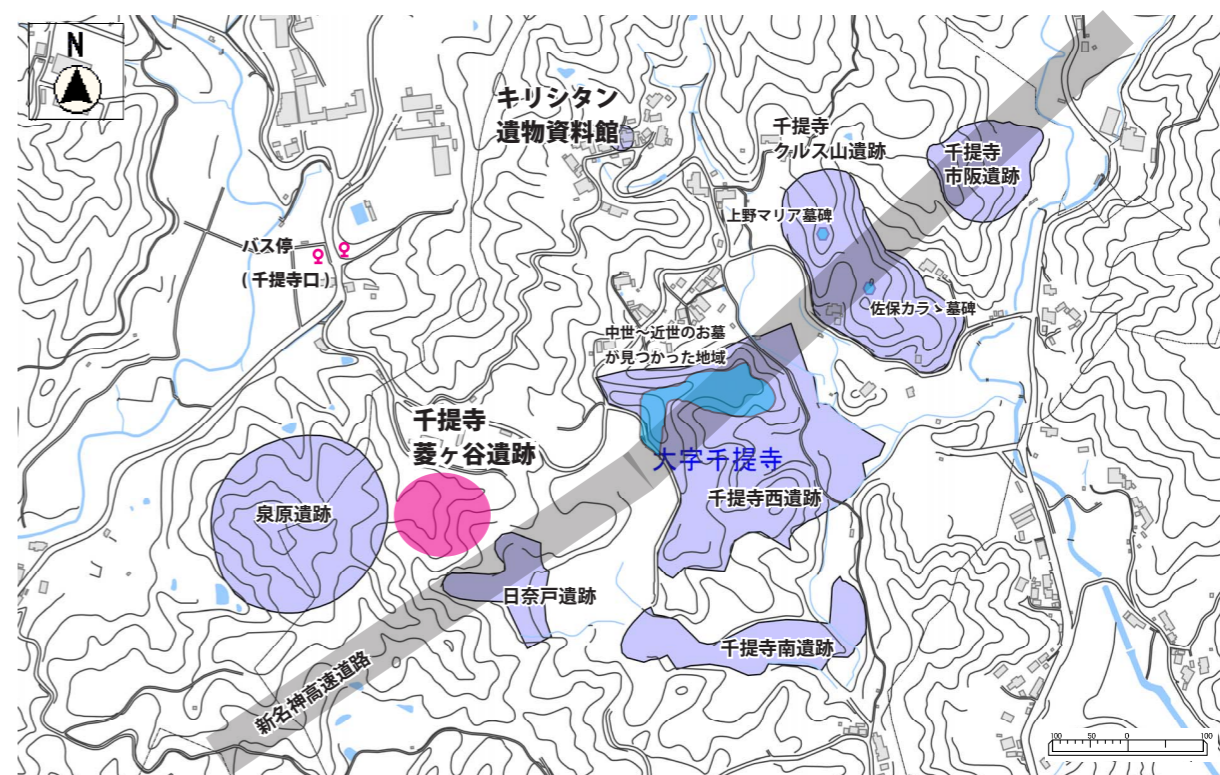 N
キリシタン
遺物資料館
千提寺
クルス山遺跡
千提寺
市阪遺跡
上野マリア墓碑
バス停
(千提寺口)
佐保カラヽ墓碑
中世~近世のお墓
が見つかった地域
千提寺
菱ヶ谷遺跡
大字千提寺
千提寺西遺跡
泉原遺跡
日奈戸遺跡
千提寺南遺跡
新名神高速道路
100 50 0 100